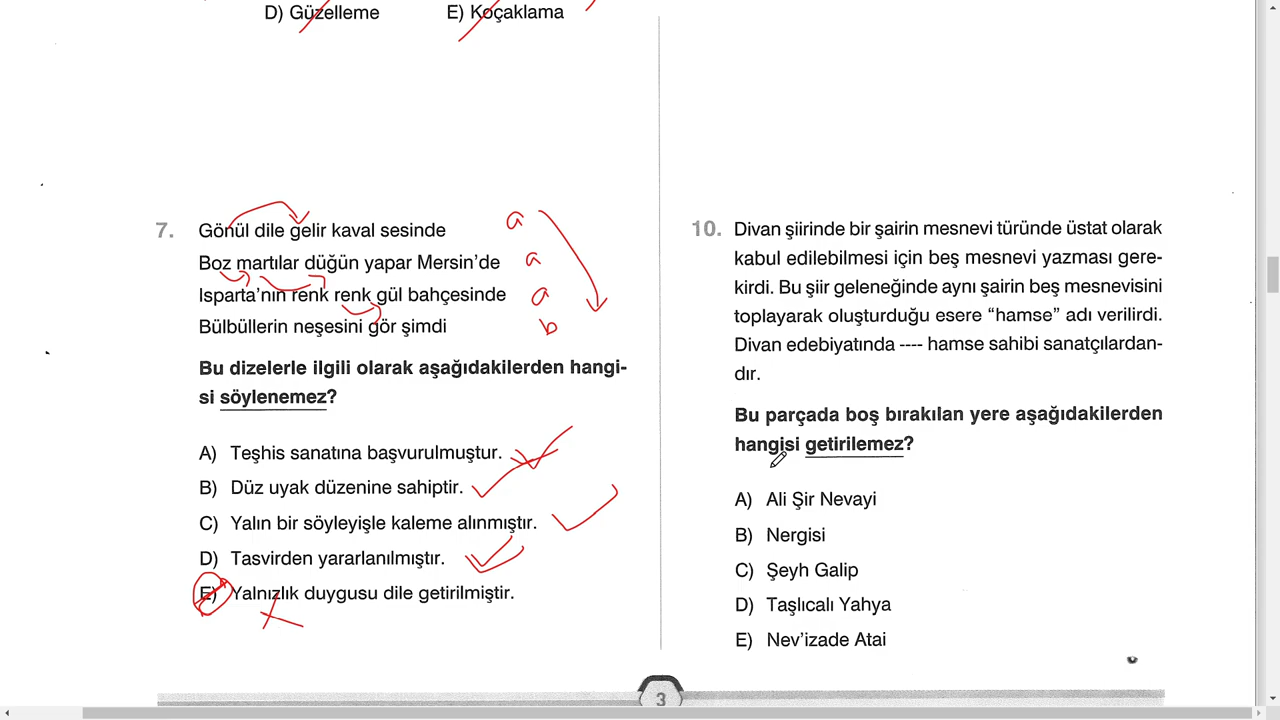 D) Güzelleme E) Koçaklama
7. Gönül dile gelir kaval sesinde a
Boz martılar düğün yapar Mersin’de a
Isparta’nın renk renk gül bahçesinde a
Bülbüllerin neşesini gör şimdi b
Bu dizelerle ilgili olarak aşağıdakilerden hangi-
si söylenemez?
A) Teşhis sanatına başvurulmuştur.
B) Düz uyak düzenine sahiptir.
C) Yalın bir söyleyişle kaleme alınmıştır.
D) Tasvirden yararlanılmıştır.
E) Yalnızlık duygusu dile getirilmiştir.
10. Divan şiirinde bir şairin mesnevi türünde üstat olarak
kabul edilebilmesi için beş mesnevi yazması gere-
kirdi. Bu şiir geleneğinde aynı şairin beş mesnevisini
toplayarak oluşturduğu esere “hamse” adı verilirdi.
Divan edebiyatında ---- hamse sahibi sanatçılardan-
dır.
Bu parçada boş bırakılan yere aşağıdakilerden
hangisi getirilemez?
A) Ali Şir Nevayi
B) Nergisi
C) Şeyh Galip
D) Taşlıcalı Yahya
E) Nev’izade Atai
3